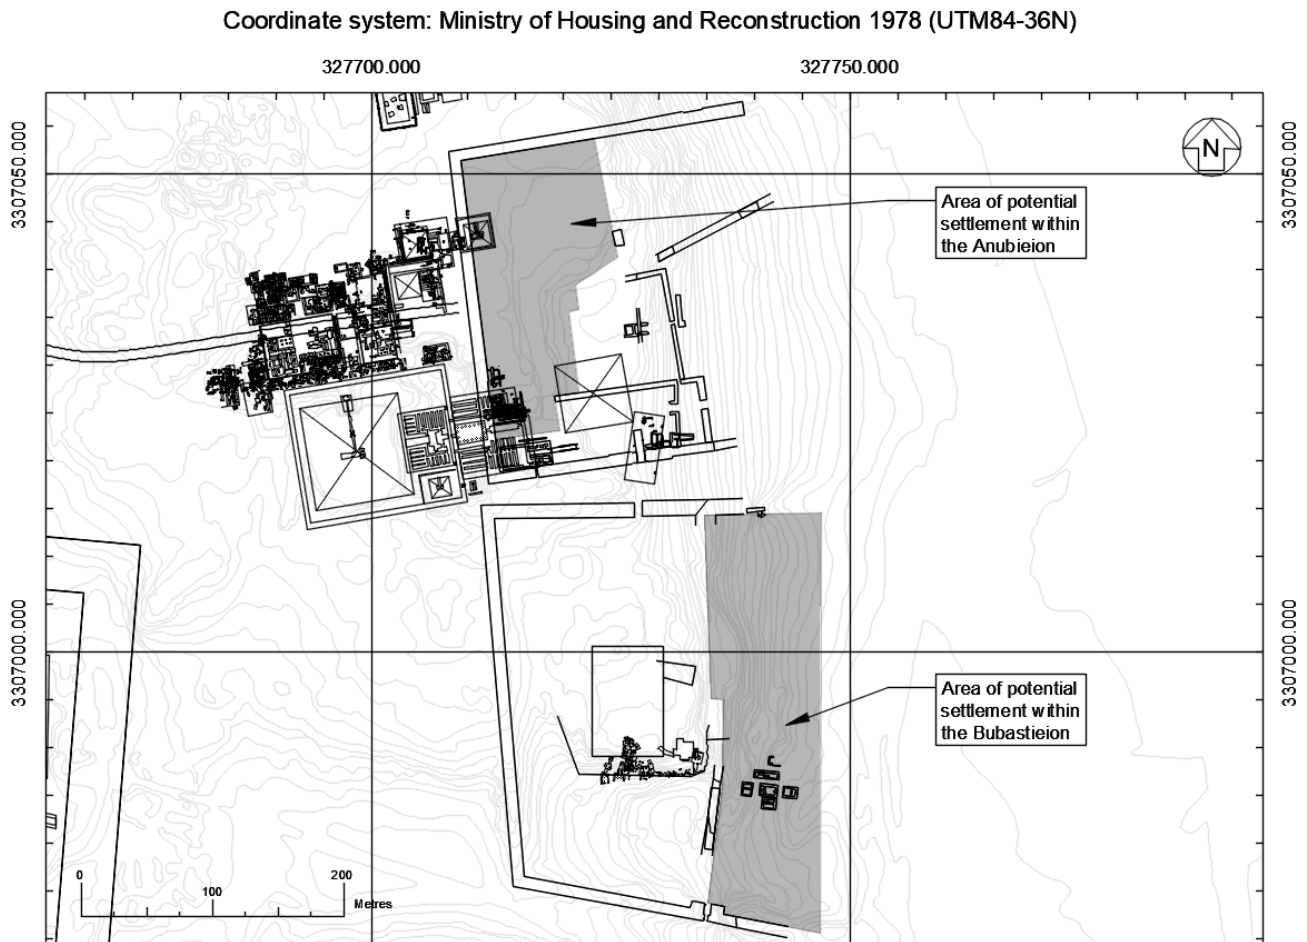 Coordinate system: Ministry of Housing and Reconstruction 1978 (UTM84-36N)
327700.000
327750.000
3307050.000
3307050.000
N
Area of potential
settlement within
the Anubieion
3307000.000
3307000.000
Area of potential
settlement within
the Bubastieion
0
100
200
Metres